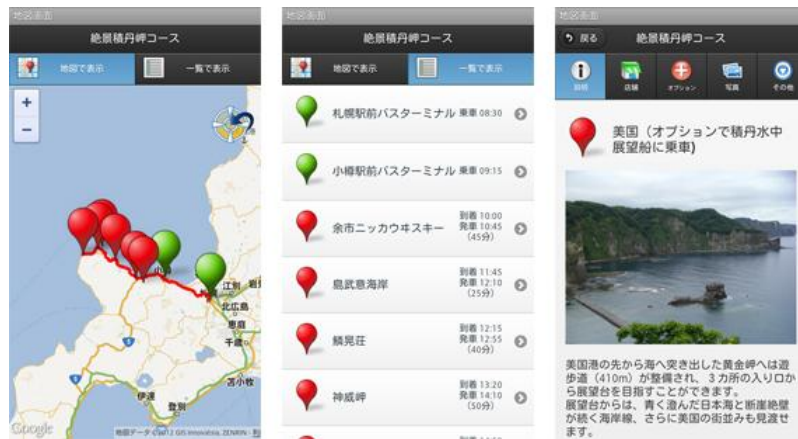 地図画面
絶景積丹岬コース
地図で表示
一覧で表示
+
-
小樽
札幌
江別
北広島
恵庭
千歳
苫小牧
伊達
登別
Google
地図画面
絶景積丹岬コース
地図で表示
一覧で表示
札幌駅前バスターミナル 乗車 08:30
小樽駅前バスターミナル 乗車 09:15
余市ニッカウヰスキー
到着 10:00
発車 10:45
(45分)
島武意海岸
到着 11:45
発車 12:10
(25分)
鱗晃荘
到着 12:15
発車 12:55
(40分)
神威岬
到着 13:20
発車 14:10
(50分)
地図画面
戻る
絶景積丹岬コース
説明
店舗
オプション
写真
その他
美国(オプションで積丹水中
展望船に乗車)
美国港の先から海へ突き出した黄金岬へは遊
歩道(410m)が整備され、3カ所の入り口か
ら展望台を目指すことができます。
展望台からは、青く澄んだ日本海と断崖絶壁
が続く海岸線、さらに美国の街並みも見渡せ
ます。